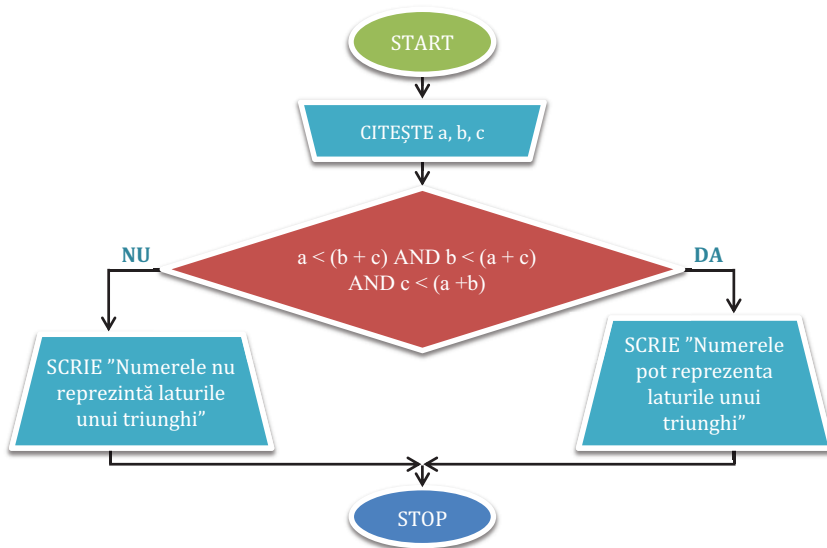 START
CITEȘTE a, b, c
NU
a < (b + c) AND b < (a + c)
AND c < (a +b)
DA
SCRIE ”Numerele nu
reprezintă laturile
unui triunghi”
SCRIE ”Numerele
pot reprezenta
laturile unui
triunghi”
STOP